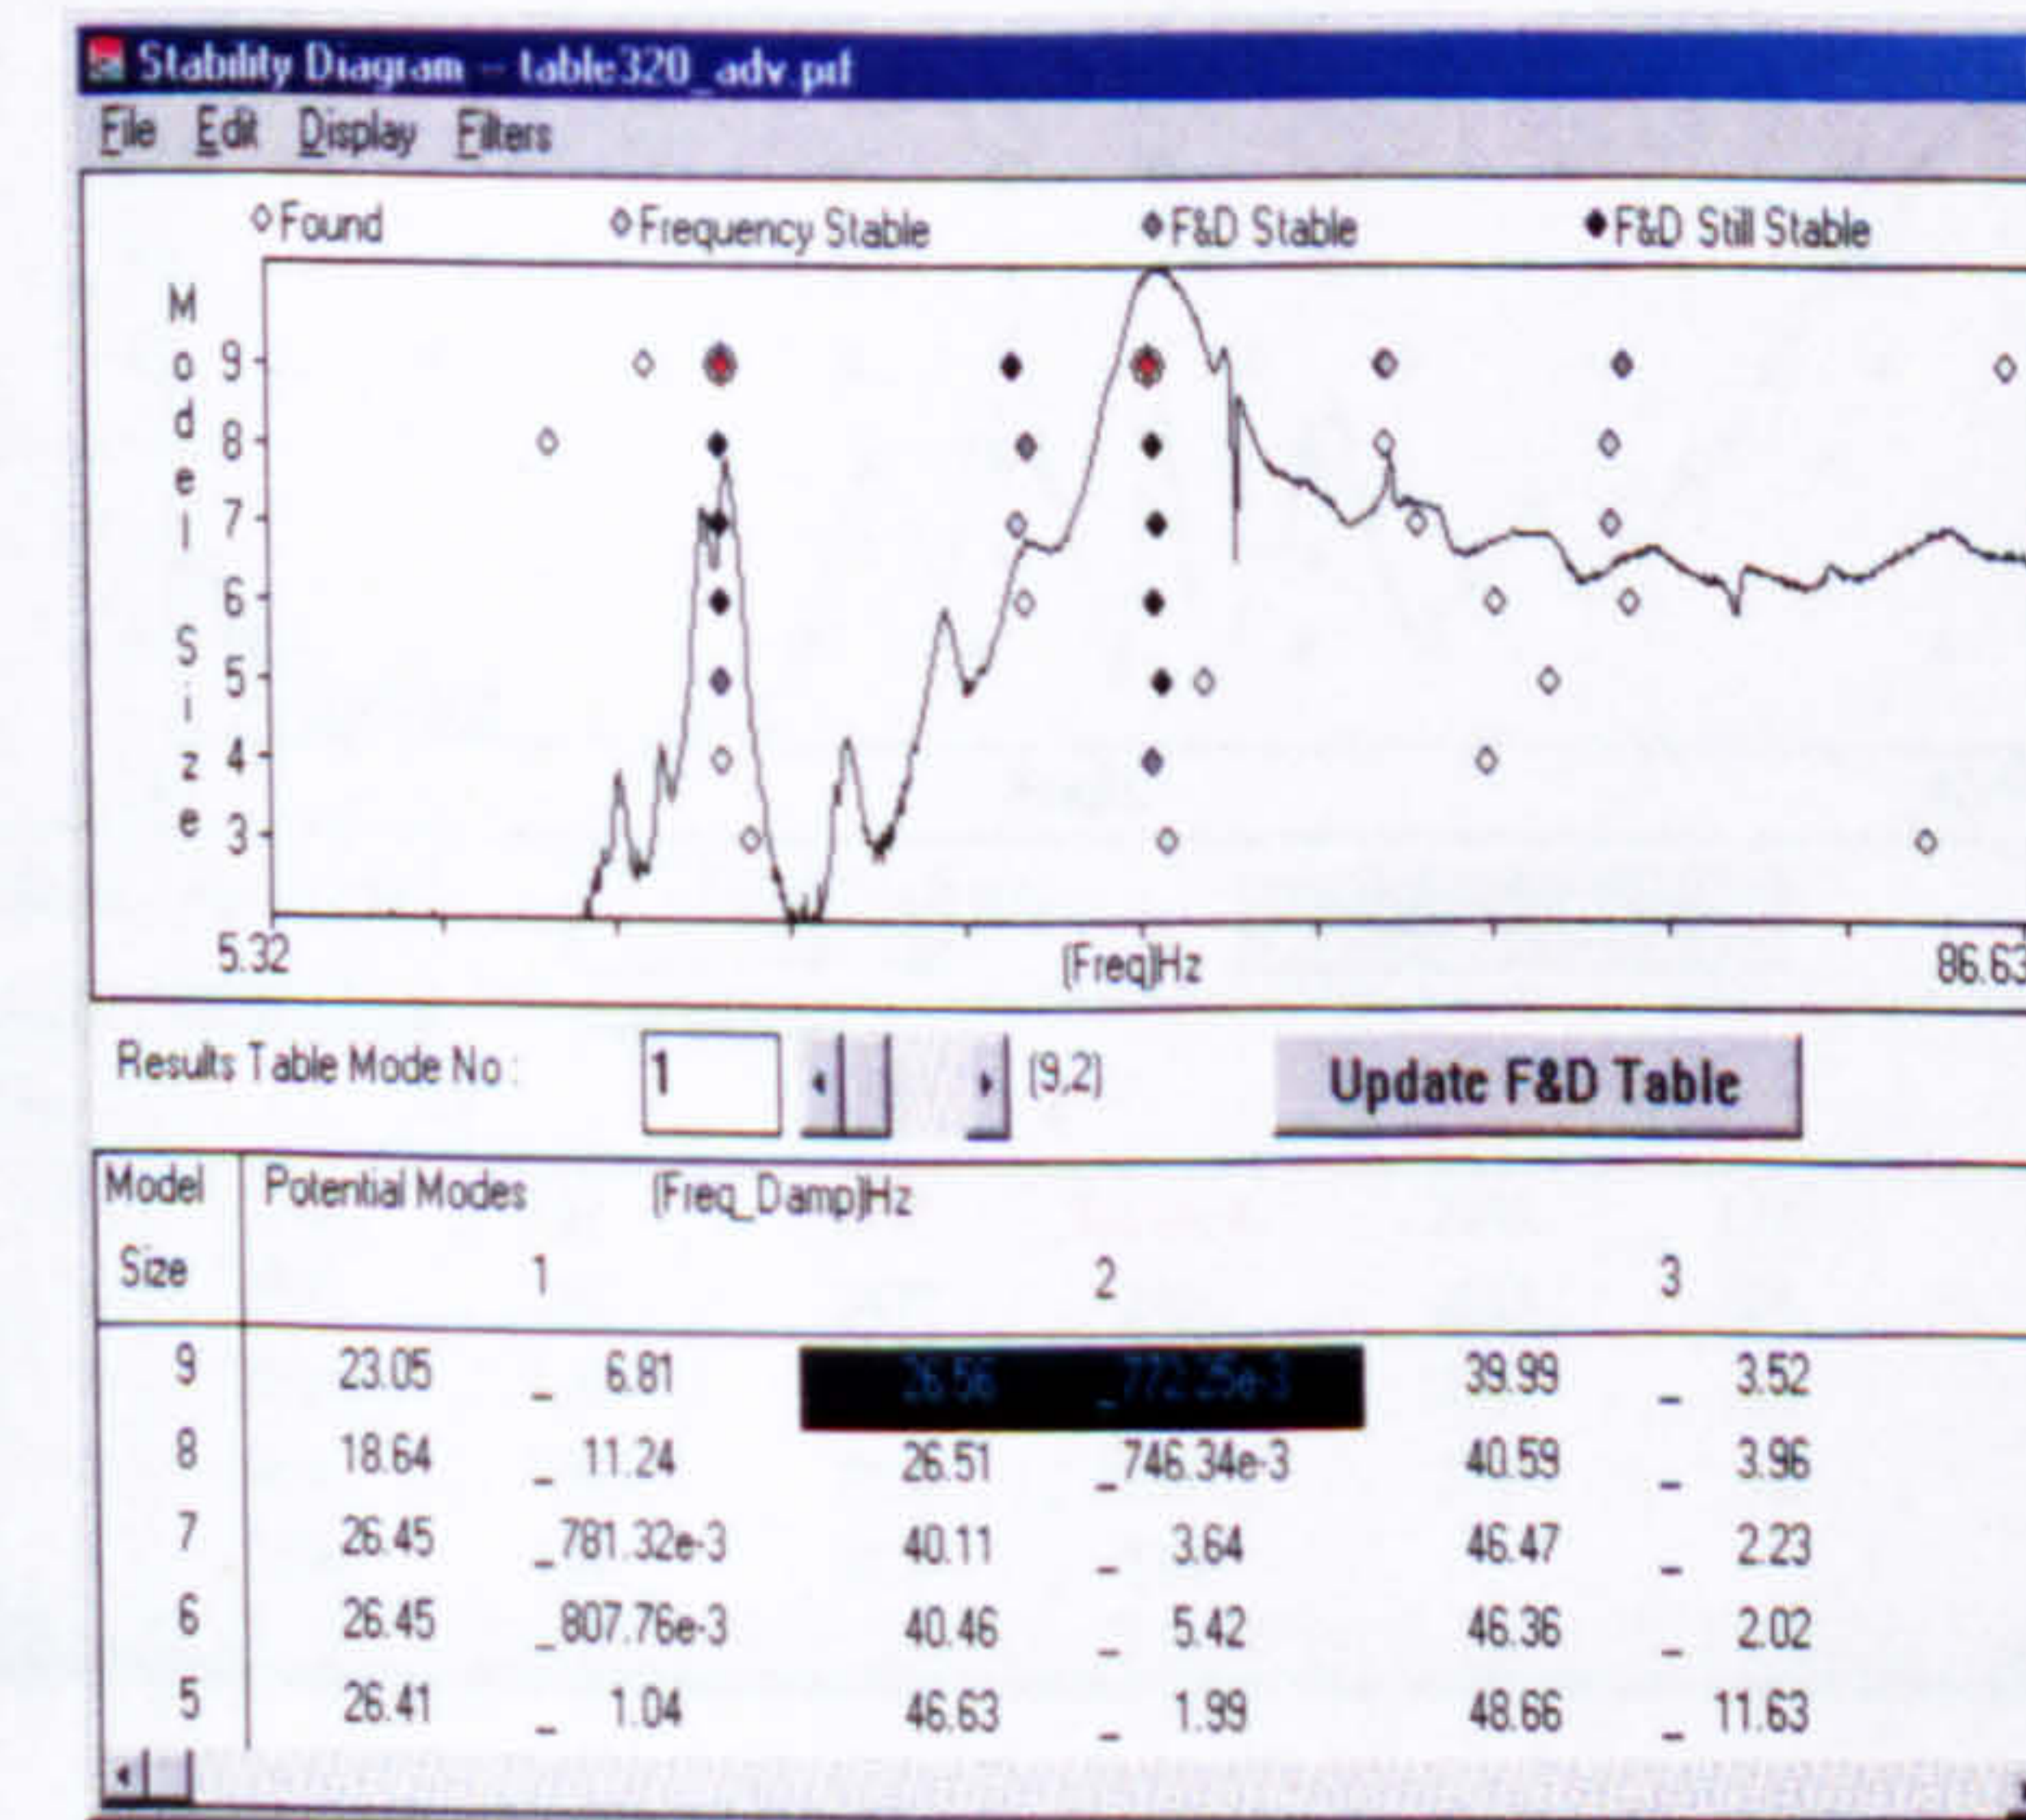 Stability Diagram - table320_adv.prf
File Edit Display Filters
Found Frequency Stable F&D Stable F&D Still Stable
Model Size
9
8
7
6
5
4
3
5.32 (Freq)Hz 86.63
Results Table Mode No : 1 (9,2) Update F&D Table
Model Potential Modes (Freq_Damp)Hz
Size 1 2 3
9 23.05 _ 6.81 26.56 _772.25e-3 39.99 _ 3.52
8 18.64 _ 11.24 26.51 _746.34e-3 40.59 _ 3.96
7 26.45 _781.32e-3 40.11 _ 3.64 46.47 _ 2.23
6 26.45 _807.76e-3 40.46 _ 5.42 46.36 _ 2.02
5 26.41 _ 1.04 46.63 _ 1.99 48.66 _ 11.63